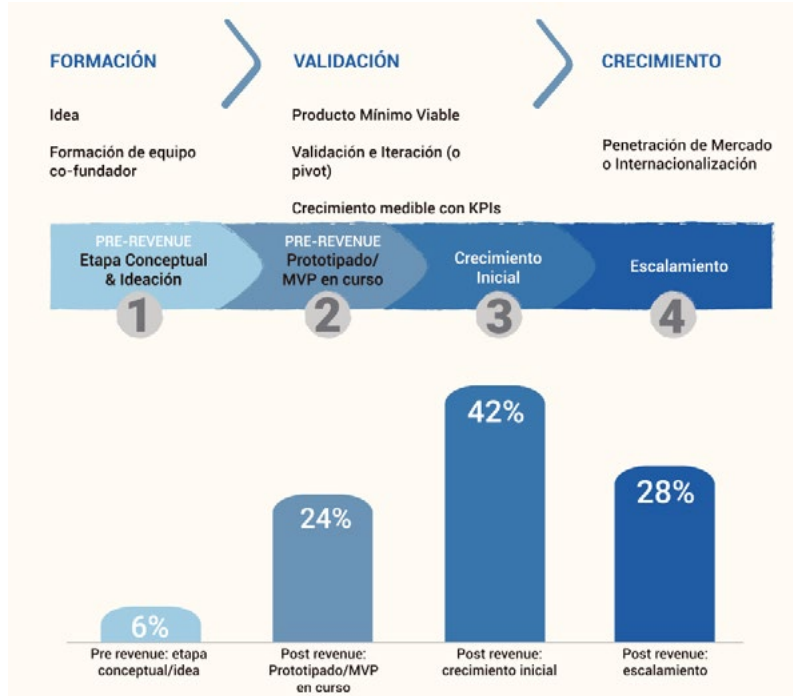 FORMACIÓN
VALIDACIÓN
CRECIMIENTO
Idea
Formación de equipo
co-fundador
Producto Mínimo Viable
Validación e Iteración (o
pivot)
Crecimiento medible con KPIs
Penetración de Mercado
o Internacionalización
PRE-REVENUE
Etapa Conceptual
& Ideación
1
PRE-REVENUE
Prototipado/
MVP en curso
2
Crecimiento
Inicial
3
Escalamiento
4
6%
24%
42%
28%
Pre revenue: etapa
conceptual/idea
Post revenue:
Prototipado/MVP
en curso
Post revenue:
crecimiento inicial
Post revenue:
escalamiento